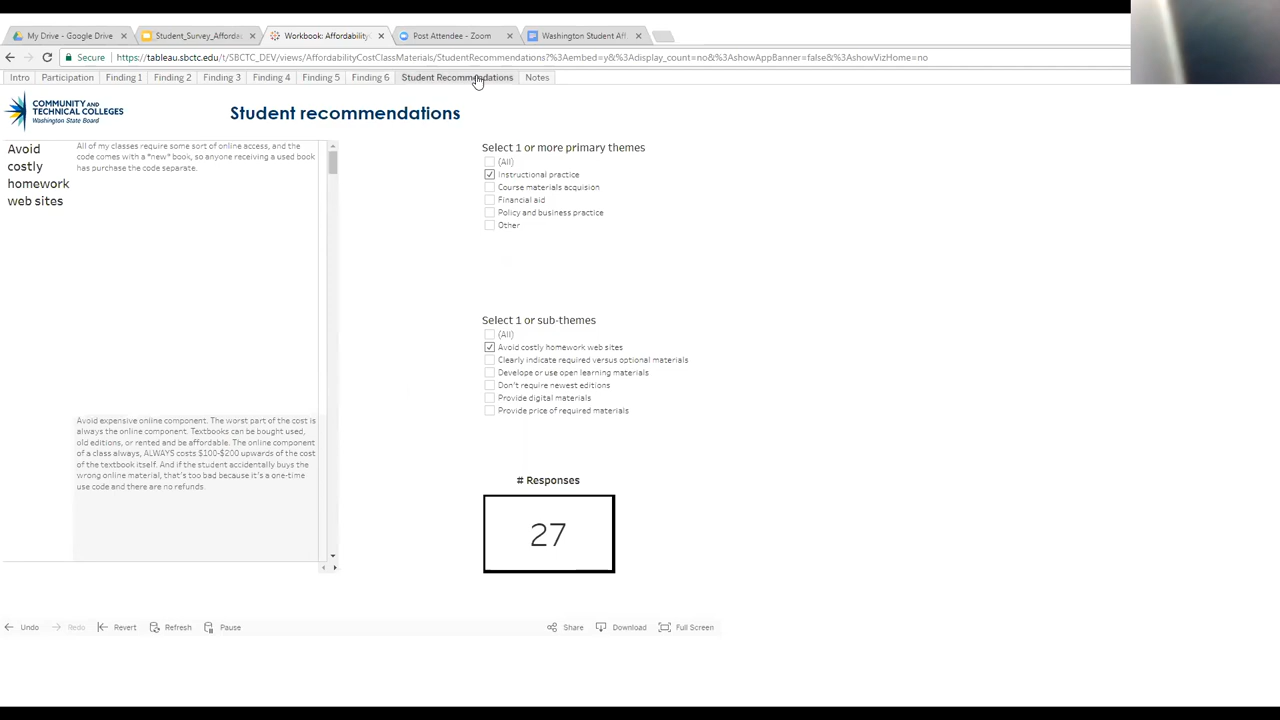 My Drive - Google Drive
Student_Survey_Affordab
Workbook: Affordability
Post Attendee - Zoom
Washington Student Aff
Secure
https://tableau.sbctc.edu/t/SBCTC_DEV/views/AffordabilityCostClassMaterials/StudentRecommendations?%3Aembed=y&%3Adisplay_count=no&%3AshowAppBanner=false&%3AshowVizHome=no
Intro
Participation
Finding 1
Finding 2
Finding 3
Finding 4
Finding 5
Finding 6
Student Recommendations
Notes
COMMUNITY AND
TECHNICAL COLLEGES
Washington State Board
Student recommendations
Avoid
costly
homework
web sites
All of my classes require some sort of online access, and the
code comes with a *new* book, so anyone receiving a used book
has purchase the code separate.
Avoid expensive online component. The worst part of the cost is
always the online component. Textbooks can be bought used,
old editions, or rented and be affordable. The online component
of a class always, ALWAYS costs $100-$200 upwards of the cost
of the textbook itself. And if the student accidentally buys the
wrong online material, that's too bad because it's a one-time
use code and there are no refunds.
Select 1 or more primary themes
(All)
Instructional practice
Course materials acquision
Financial aid
Policy and business practice
Other
Select 1 or sub-themes
(All)
Avoid costly homework web sites
Clearly indicate required versus optional materials
Develop or use open learning materials
Don't require newest editions
Provide digital materials
Provide price of required materials
# Responses
27
Undo
Redo
Revert
Refresh
Pause
Share
Download
Full Screen